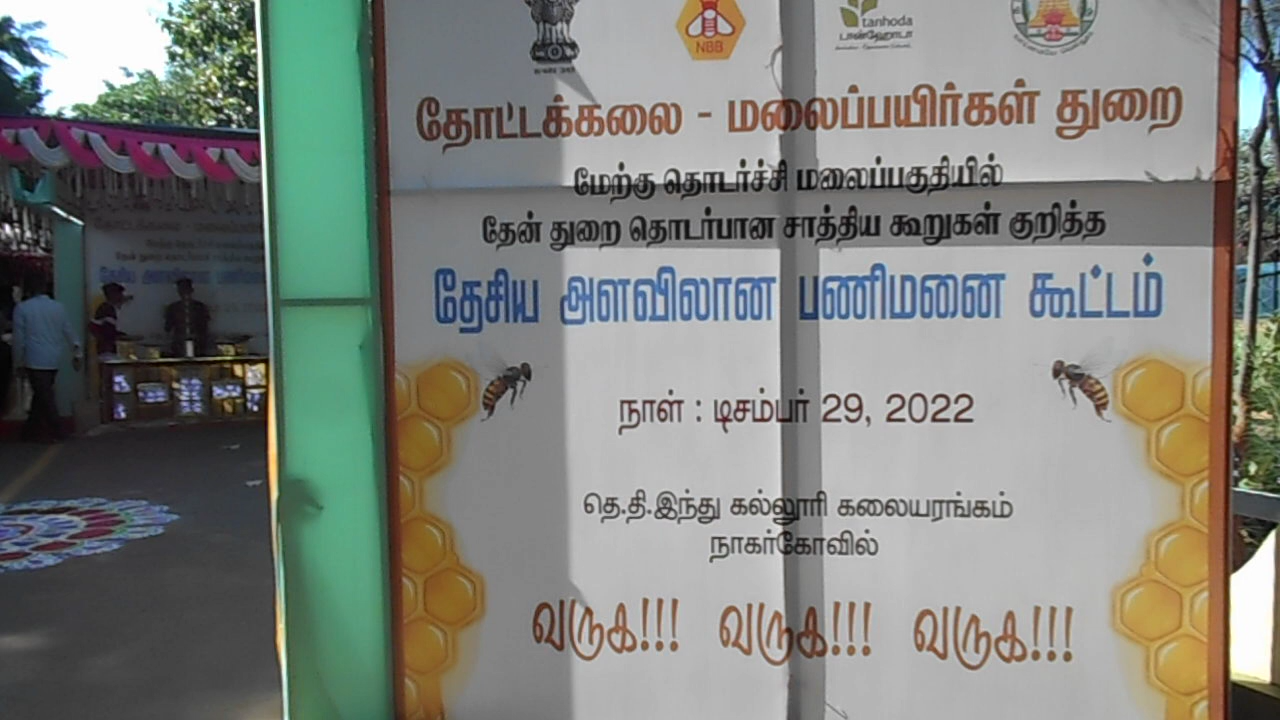 NBB
tanhoda
டான்ஹோடா
தோட்டக்கலை - மலைப்பயிர்கள் துறை
மேற்கு தொடர்ச்சி மலைப்பகுதியில்
தேன் துறை தொடர்பான சாத்திய கூறுகள் குறித்த
தேசிய அளவிலான பணிமனை கூட்டம்
நாள் : டிசம்பர் 29, 2022
தெ.தி.இந்து கல்லூரி கலையரங்கம்
நாகர்கோவில்
வருக!!! வருக!!! வருக!!!